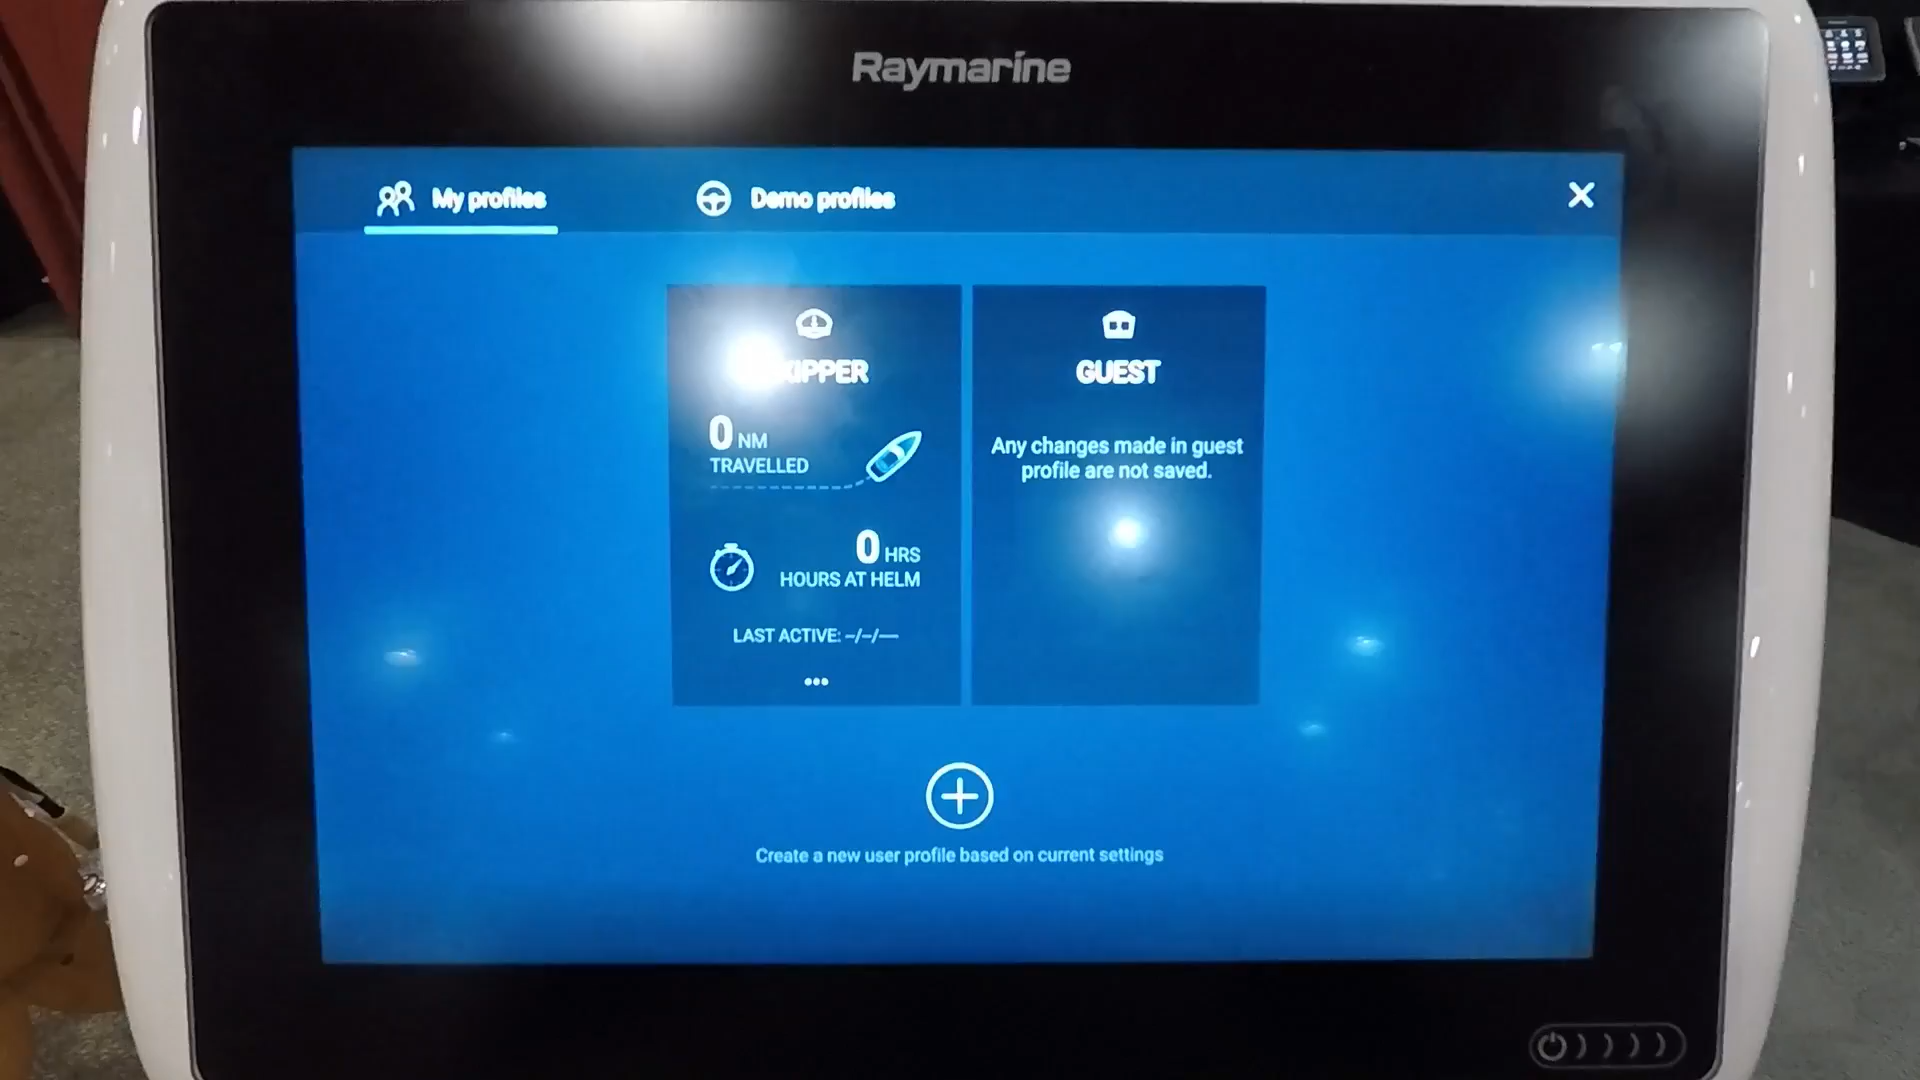 Raymarine
My profiles
Demo profiles
GUEST
0 NM
TRAVELLED
Any changes made in guest
profile are not saved.
0 HRS
HOURS AT HELM
LAST ACTIVE: –/–/––
Create a new user profile based on current settings